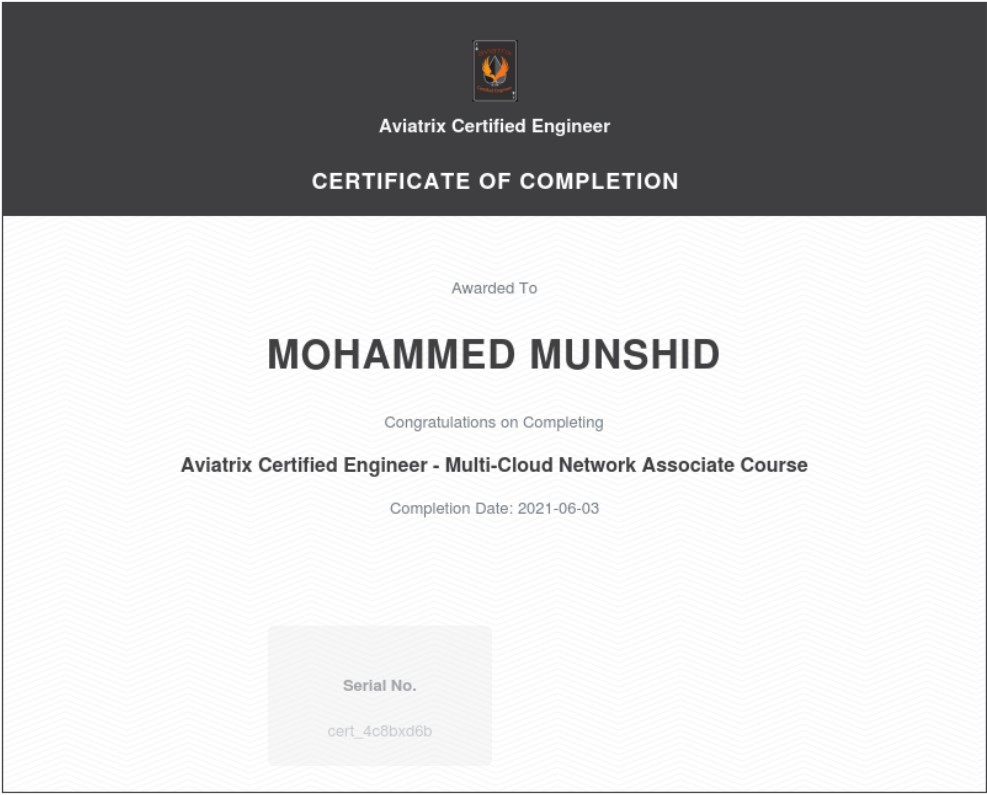 Aviatrix Certified Engineer
CERTIFICATE OF COMPLETION
Awarded To
MOHAMMED MUNSHID
Congratulations on Completing
Aviatrix Certified Engineer - Multi-Cloud Network Associate Course
Completion Date: 2021-06-03
Serial No.
cert_4c8bxd6b